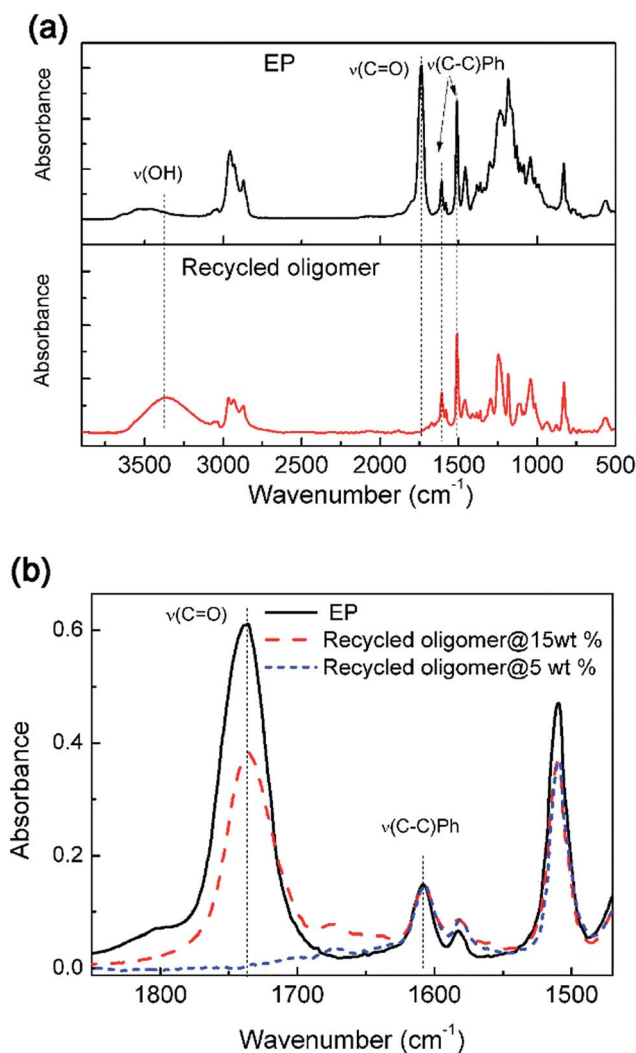 (a)
EP
ν(C=O)
ν(C-C)Ph
ν(OH)
Absorbance
Recycled oligomer
Absorbance
3500 3000 2500 2000 1500 1000 500
Wavenumber (cm⁻¹)
(b)
ν(C=O)
EP
Recycled oligomer@15wt %
Recycled oligomer@5 wt %
0.6
0.4
0.2
0.0
Absorbance
ν(C-C)Ph
1800 1700 1600 1500
Wavenumber (cm⁻¹)